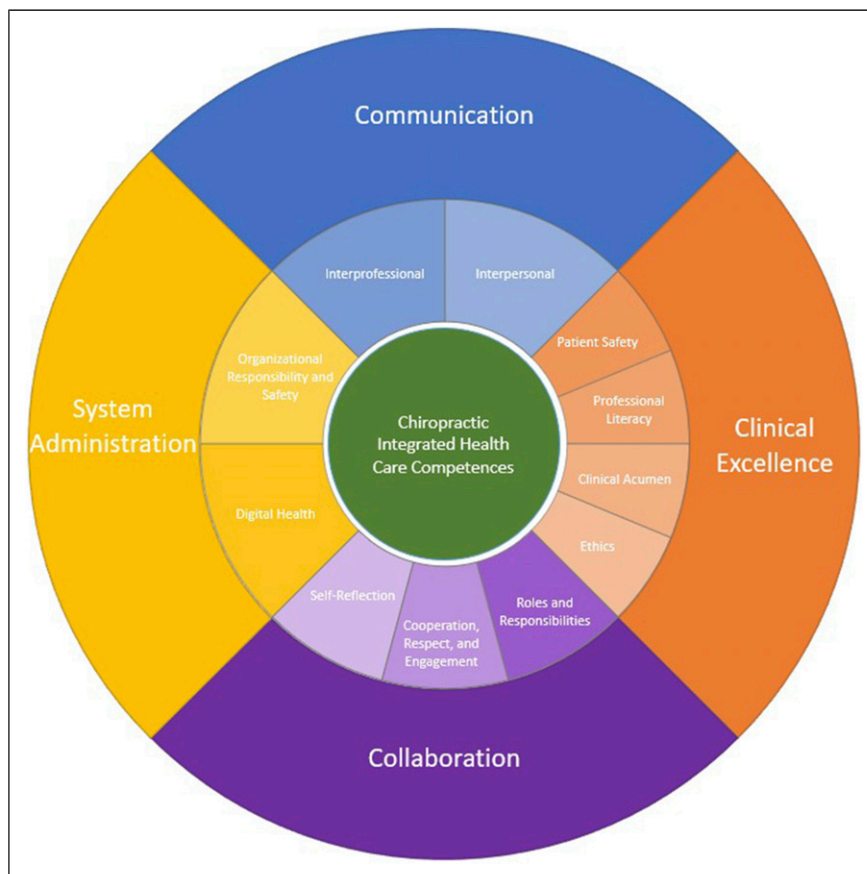 Communication
Interprofessional
Interpersonal
Patient Safety
Organizational
Responsibility and
Safety
Professional
Literacy
System
Administration
Chiropractic
Integrated Health
Care Competences
Clinical
Excellence
Clinical Acumen
Digital Health
Ethics
Self-Reflection
Roles and
Responsibilities
Cooperation,
Respect, and
Engagement
Collaboration